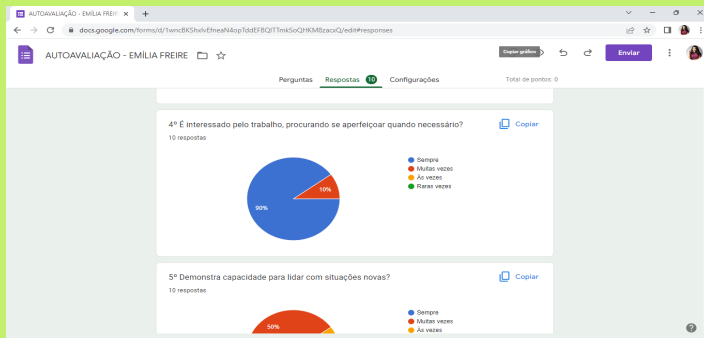 AUTOAVALIAÇÃO - EMÍLIA FREIR
docs.google.com/forms/d/1wncBKShxlvEfneaN4opTddEFBQITTmkSoQHKM8zacxQ/edit#responses
AUTOAVALIAÇÃO - EMÍLIA FREIRE
Copiar gráfico
Enviar
Perguntas Respostas 10 Configurações
Total de pontos: 0
4º É interessado pelo trabalho, procurando se aperfeiçoar quando necessário?
Copiar
10 respostas
Sempre
Muitas vezes
Às vezes
Raras vezes
10%
90%
5º Demonstra capacidade para lidar com situações novas?
Copiar
10 respostas
Sempre
Muitas vezes
Às vezes
50%